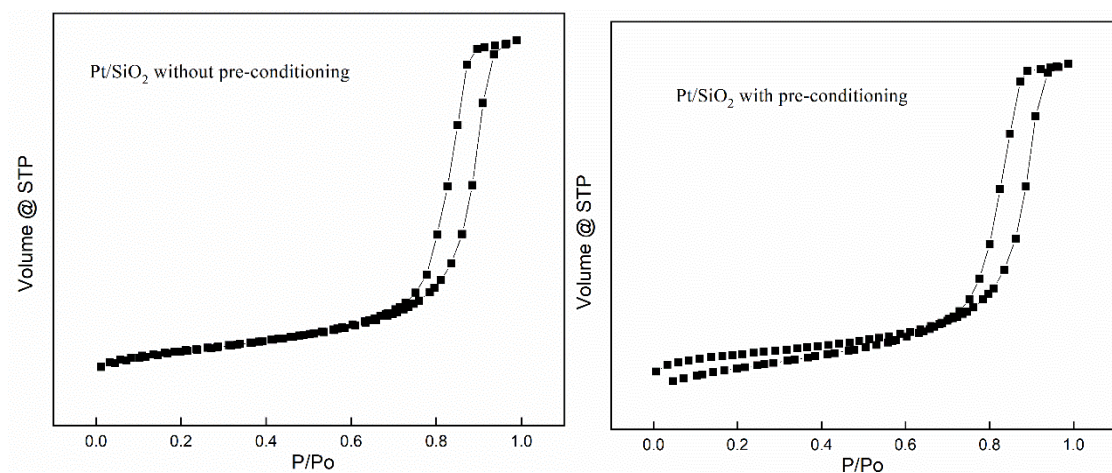 Pt/SiO₂ without pre-conditioning
Volume @ STP
0.0 0.2 0.4 0.6 0.8 1.0
P/Po
Pt/SiO₂ with pre-conditioning
Volume @ STP
0.0 0.2 0.4 0.6 0.8 1.0
P/Po